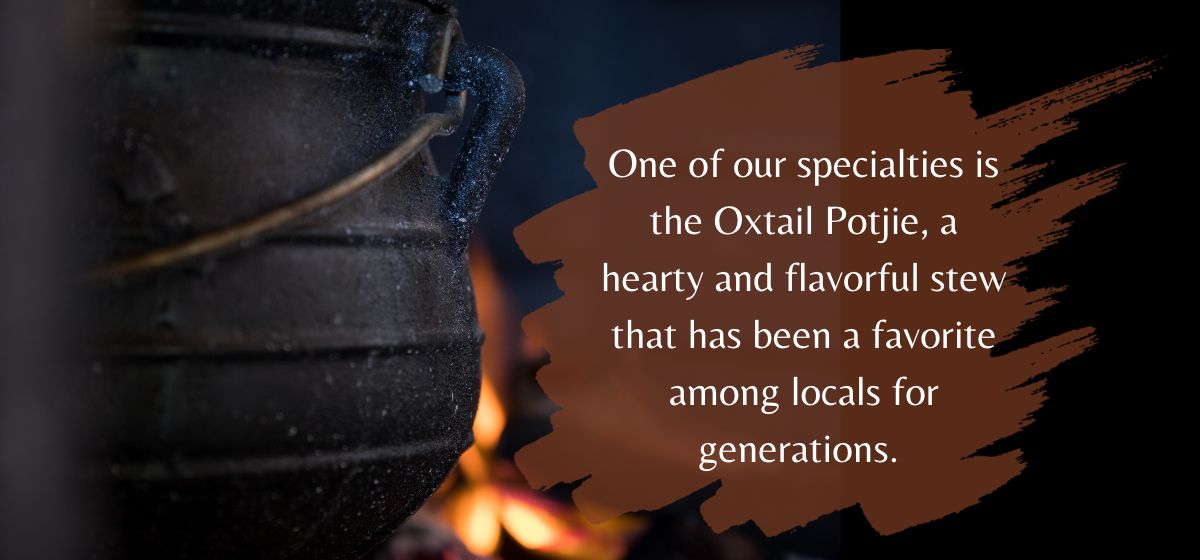 One of our specialties is
the Oxtail Potjie, a
hearty and flavorful stew
that has been a favorite
among locals for
generations.